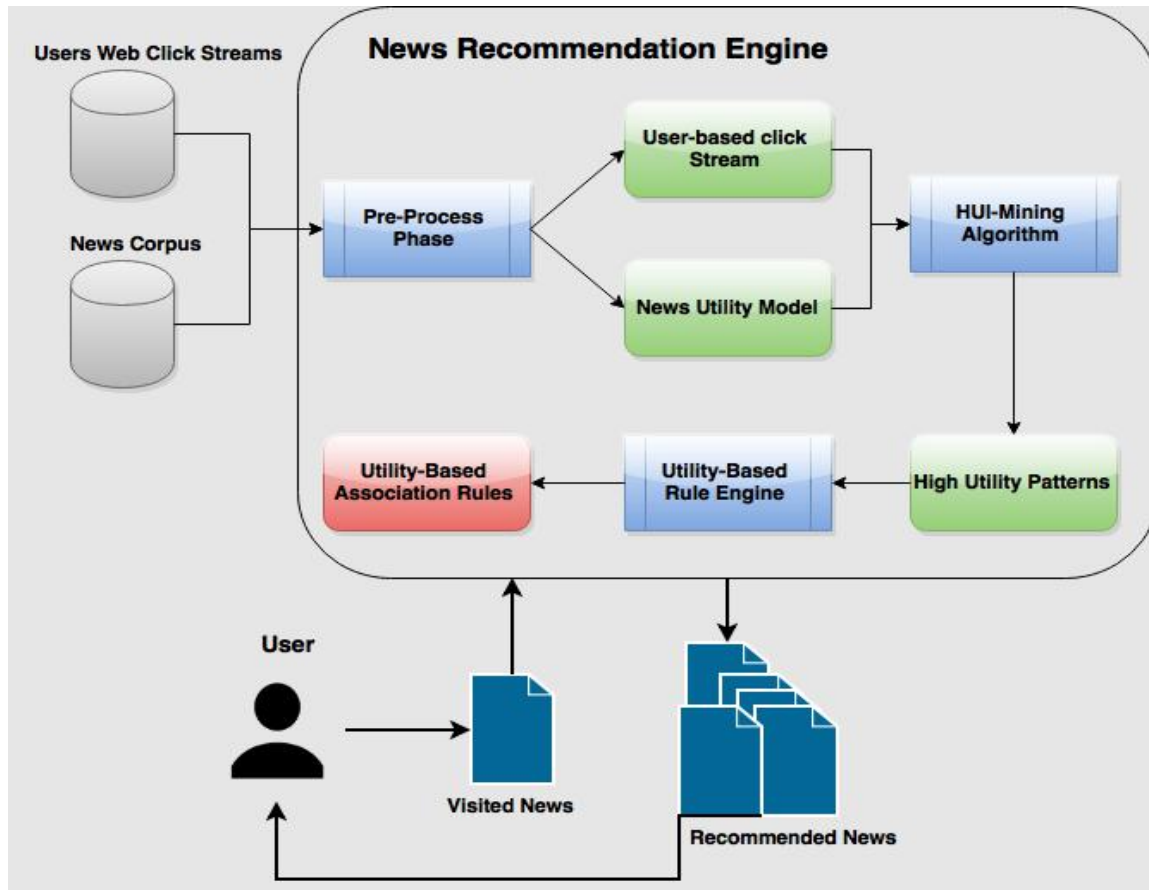 Users Web Click Streams
News Recommendation Engine
User-based click
Stream
Pre-Process
Phase
HUI-Mining
Algorithm
News Corpus
News Utility Model
Utility-Based
Association Rules
Utility-Based
Rule Engine
High Utility Patterns
User
Visited News
Recommended News